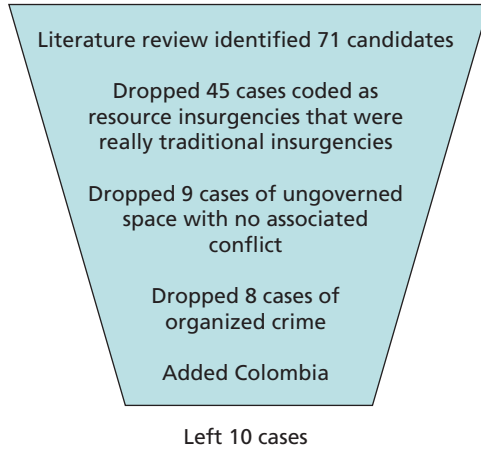 Literature review identified 71 candidates
Dropped 45 cases coded as
resource insurgencies that were
really traditional insurgencies
Dropped 9 cases of ungoverned
space with no associated
conflict
Dropped 8 cases of
organized crime
Added Colombia
Left 10 cases